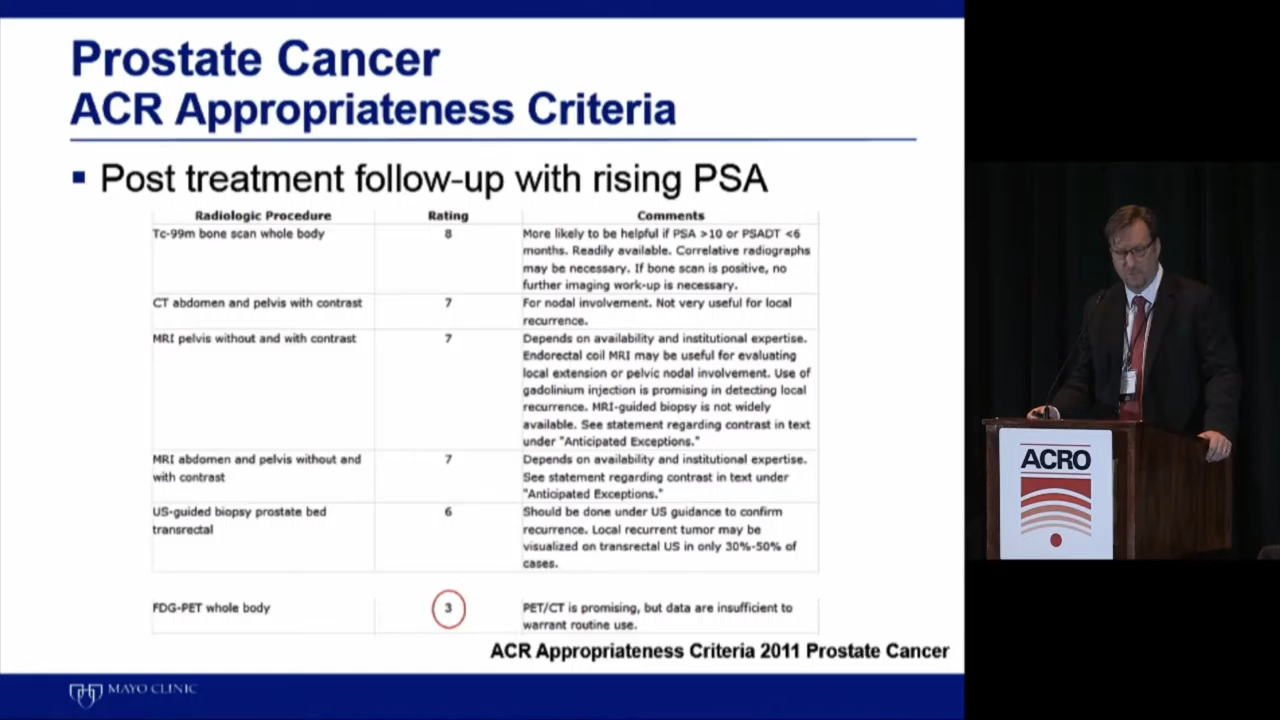 Prostate Cancer
ACR Appropriateness Criteria
Post treatment follow-up with rising PSA
Radiologic Procedure Rating Comments
Tc-99m bone scan whole body 8 More likely to be helpful if PSA >10 or PSADT <6
months. Readily available. Correlative radiographs
may be necessary. If bone scan is positive, no
further imaging work-up is necessary.
CT abdomen and pelvis with contrast 7 For nodal involvement. Not very useful for local
recurrence.
MRI pelvis without and with contrast 7 Depends on availability and institutional expertise.
Endorectal coil MRI may be useful for evaluating
local extension or pelvic nodal involvement. Use of
gadolinium injection is promising in detecting local
recurrence. MRI-guided biopsy is not widely
available. See statement regarding contrast in text
under "Anticipated Exceptions."
MRI abdomen and pelvis without and 7 Depends on availability and institutional expertise.
with contrast See statement regarding contrast in text under
"Anticipated Exceptions."
US-guided biopsy prostate bed 6 Should be done under US guidance to confirm
transrectal recurrence. Local recurrent tumor may be
visualized on transrectal US in only 30%-50% of
cases.
FDG-PET whole body 3 PET/CT is promising, but data are insufficient to
warrant routine use.
ACR Appropriateness Criteria 2011 Prostate Cancer
MAYO CLINIC
ACRO